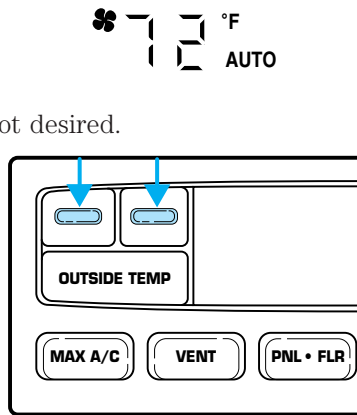 72 °F
AUTO
ot desired.
OUTSIDE TEMP
MAX A/C VENT PNL • FLR